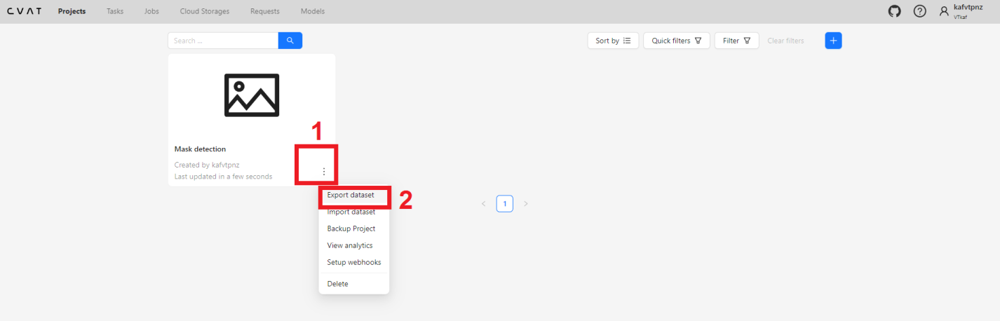 CVAT Projects Tasks Jobs Cloud Storages Requests Models kafvtpnz
VTkaf
Search ... Sort by Quick filters Filter Clear filters +
1
Mask detection
Created by kafvtpnz
Last updated in a few seconds
Export dataset 2
Import dataset
1
Backup Project
View analytics
Setup webhooks
Delete